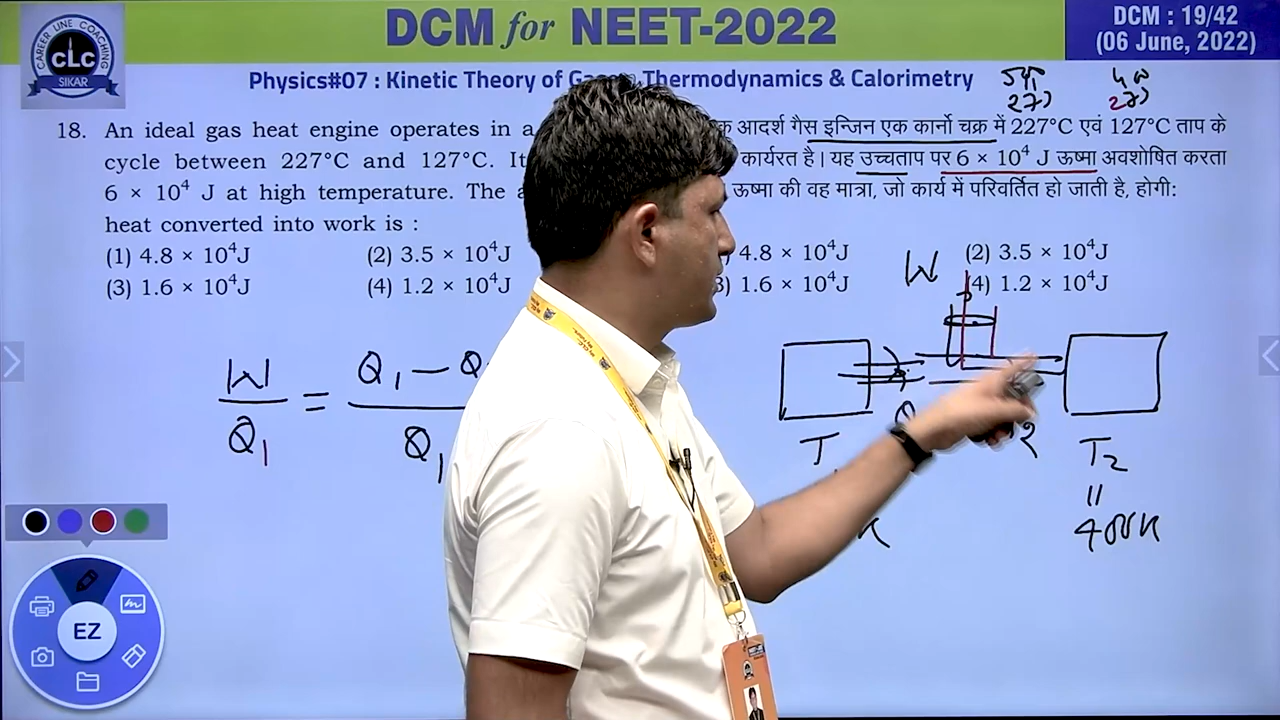 DCM for NEET-2022
DCM : 19/42
(06 June, 2022)
CAREER LINE COACHING
CLC
SIKAR
Physics#07 : Kinetic Theory of Thermodynamics & Calorimetry
18. An ideal gas heat engine operates in a
cycle between 227°C and 127°C. It
6 × 10⁴ J at high temperature. The
heat converted into work is :
(1) 4.8 × 10⁴J (2) 3.5 × 10⁴J
(3) 1.6 × 10⁴J (4) 1.2 × 10⁴J
आदर्श गैस इन्जिन एक कार्नो चक्र में 227°C एवं 127°C ताप के
कार्यरत है। यह उच्चताप पर 6 × 10⁴ J ऊष्मा अवशोषित करता
ऊष्मा की वह मात्रा, जो कार्य में परिवर्तित हो जाती है, होगी:
4.8 × 10⁴J (2) 3.5 × 10⁴J
3) 1.6 × 10⁴J (4) 1.2 × 10⁴J
273
273
W
W / Q₁ = Q₁ – Q / Q₁
T
T₂
||
400K
EZ